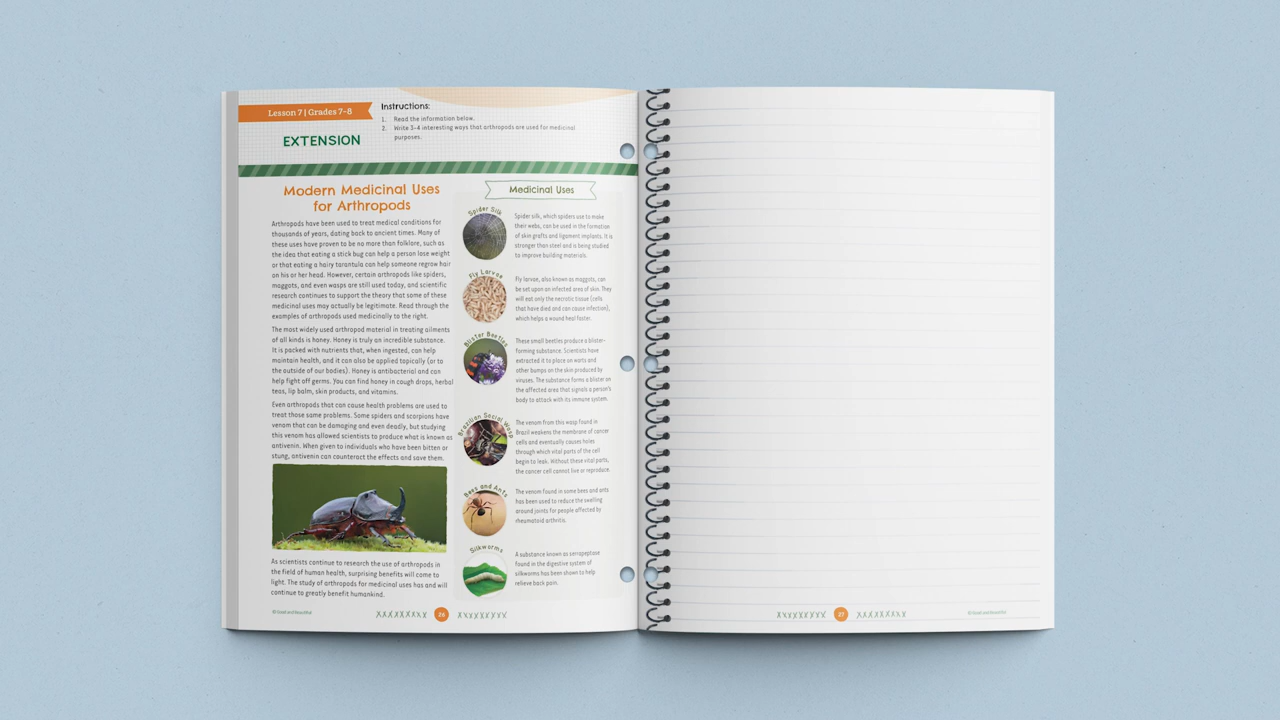 Lesson 7 | Grades 7–8
EXTENSION
Instructions:
1. Read the information below.
2. Write 3–4 interesting ways that arthropods are used for medicinal
purposes.
Modern Medicinal Uses
for Arthropods
Arthropods have been used to treat medical conditions for
thousands of years, dating back to ancient times. Many of
these uses have proven to be no more than folklore, such as
the idea that eating a stick bug can help a person lose weight
or that eating a hairy tarantula can help someone regrow hair
on his or her head. However, certain arthropods like spiders,
maggots, and even wasps are still used today, and scientific
research continues to support the theory that some of these
medicinal uses may actually be legitimate. Read through the
examples of arthropods used medicinally to the right.
The most widely used arthropod material in treating ailments
of all kinds is honey. Honey is truly an incredible substance.
It is packed with nutrients that, when ingested, can help
maintain health, and it can also be applied topically (or to
the outside of our bodies). Honey is antibacterial and can
help fight off germs. You can find honey in cough drops, herbal
teas, lip balm, skin products, and vitamins.
Even arthropods that can cause health problems are used to
treat those same problems. Some spiders and scorpions have
venom that can be damaging and even deadly, but studying
this venom has allowed scientists to produce what is known as
antivenin. When given to individuals who have been bitten or
stung, antivenin can counteract the effects and save them.
As scientists continue to research the use of arthropods in
the field of human health, surprising benefits will come to
light. The study of arthropods for medicinal uses has and will
continue to greatly benefit humankind.
Medicinal Uses
Spider Silk
Spider silk, which spiders use to make
their webs, can be used in the formation
of skin grafts and ligament implants. It is
stronger than steel and is being studied
to improve building materials.
Fly Larvae
Fly larvae, also known as maggots, can
be set upon an infected area of skin. They
will eat only the necrotic tissue (cells
that have died and can cause infection),
which helps a wound heal faster.
Blister Beetles
These small beetles produce a blister-
forming substance. Scientists have
extracted it to place on warts and
other bumps on the skin produced by
viruses. The substance forms a blister on
the affected area that signals a person's
body to attack with its immune system.
Brazilian Social Wasp
The venom from this wasp found in
Brazil weakens the membrane of cancer
cells and eventually causes holes
through which vital parts of the cell
begin to leak. Without these vital parts,
the cancer cell cannot live or reproduce.
Bees and Ants
The venom found in some bees and ants
has been used to reduce the swelling
around joints for people affected by
rheumatoid arthritis.
Silkworms
A substance known as serrapeptase
found in the digestive system of
silkworms has been shown to help
relieve back pain.
© Good and Beautiful
26
27
© Good and Beautiful